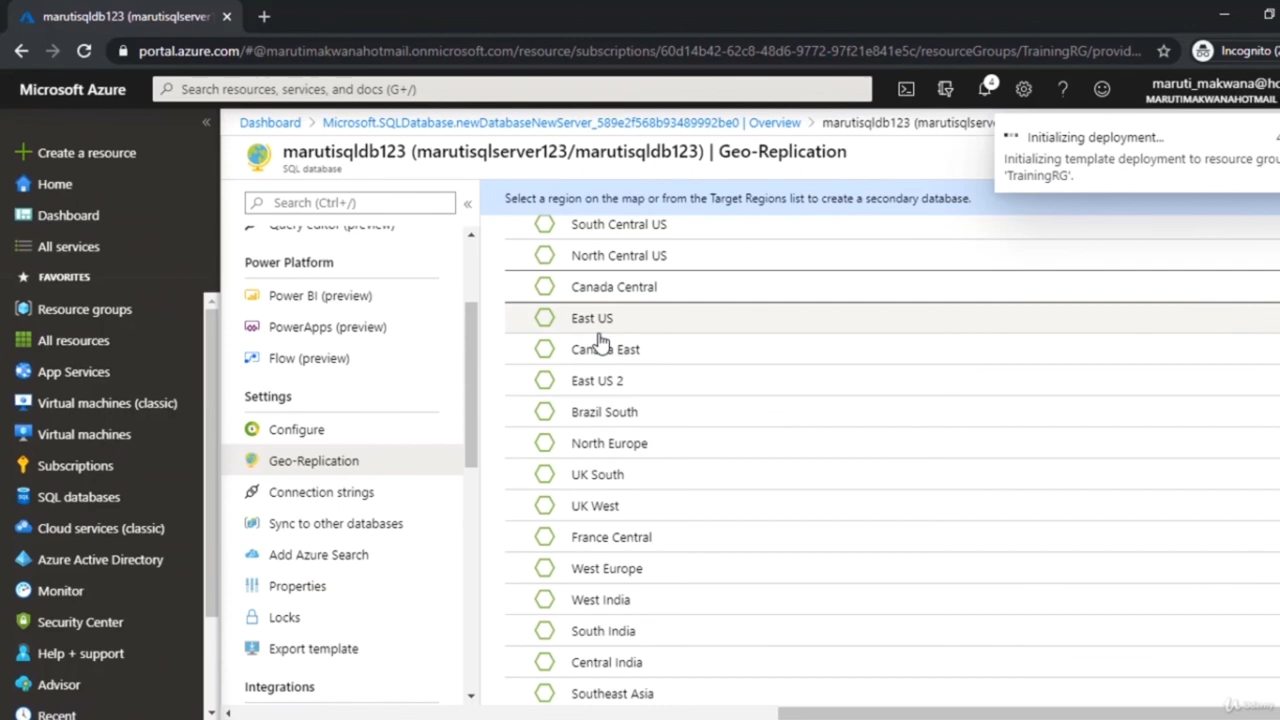 marutisqldb123 (marutisqlserver
portal.azure.com/#@marutimakwanahotmail.onmicrosoft.com/resource/subscriptions/60d14b42-62c8-48d6-9772-97f21e841e5c/resourceGroups/TrainingRG/provid...
Incognito (
Microsoft Azure
Search resources, services, and docs (G+/)
4
maruti_makwana@ho
MARUTIMAKWANAHOTMAIL
Dashboard > Microsoft.SQLDatabase.newDatabaseNewServer_589e2f568b93489992be0 | Overview > marutisqldb123 (marutisqlserv
marutisqldb123 (marutisqlserver123/marutisqldb123) | Geo-Replication
SQL database
Initializing deployment...
4
Initializing template deployment to resource grou
'TrainingRG'.
Create a resource
Home
Dashboard
All services
FAVORITES
Resource groups
All resources
App Services
Virtual machines (classic)
Virtual machines
Subscriptions
SQL databases
Cloud services (classic)
Azure Active Directory
Monitor
Security Center
Help + support
Advisor
Recent
Search (Ctrl+/)
Query editor (preview)
Power Platform
Power BI (preview)
PowerApps (preview)
Flow (preview)
Settings
Configure
Geo-Replication
Connection strings
Sync to other databases
Add Azure Search
Properties
Locks
Export template
Integrations
Select a region on the map or from the Target Regions list to create a secondary database.
South Central US
North Central US
Canada Central
East US
Canada East
East US 2
Brazil South
North Europe
UK South
UK West
France Central
West Europe
West India
South India
Central India
Southeast Asia
Udemy